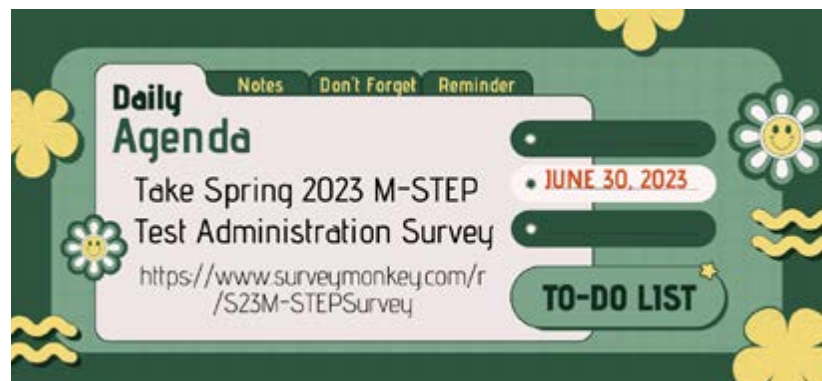 Notes Don't Forget Reminder
Daily
Agenda
Take Spring 2023 M-STEP
Test Administration Survey
https://www.surveymonkey.com/r
/S23M-STEPSurvey
JUNE 30, 2023
TO-DO LIST